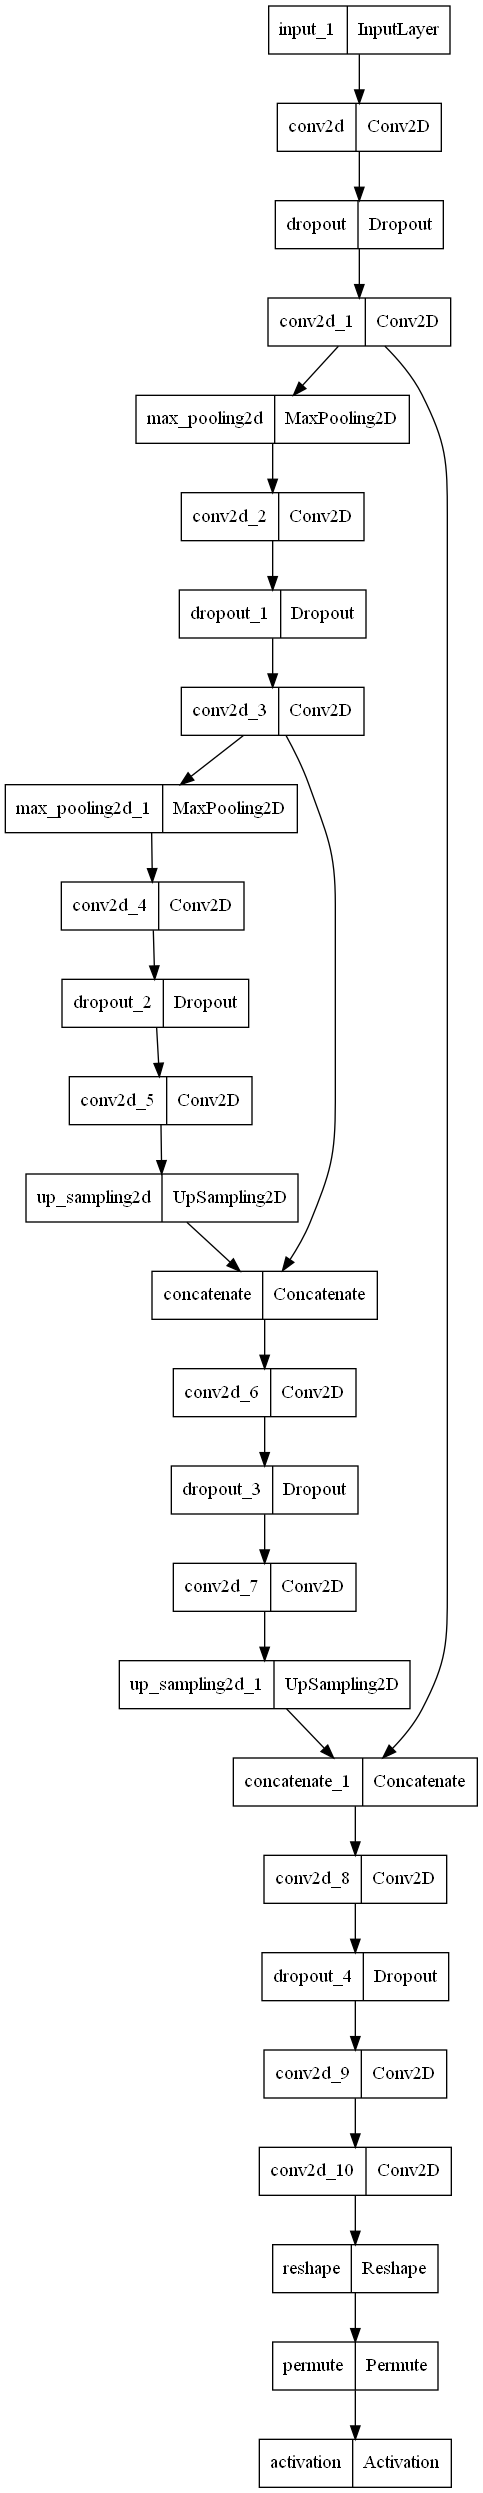 input_1 InputLayer
conv2d Conv2D
dropout Dropout
conv2d_1 Conv2D
max_pooling2d MaxPooling2D
conv2d_2 Conv2D
dropout_1 Dropout
conv2d_3 Conv2D
max_pooling2d_1 MaxPooling2D
conv2d_4 Conv2D
dropout_2 Dropout
conv2d_5 Conv2D
up_sampling2d UpSampling2D
concatenate Concatenate
conv2d_6 Conv2D
dropout_3 Dropout
conv2d_7 Conv2D
up_sampling2d_1 UpSampling2D
concatenate_1 Concatenate
conv2d_8 Conv2D
dropout_4 Dropout
conv2d_9 Conv2D
conv2d_10 Conv2D
reshape Reshape
permute Permute
activation Activation